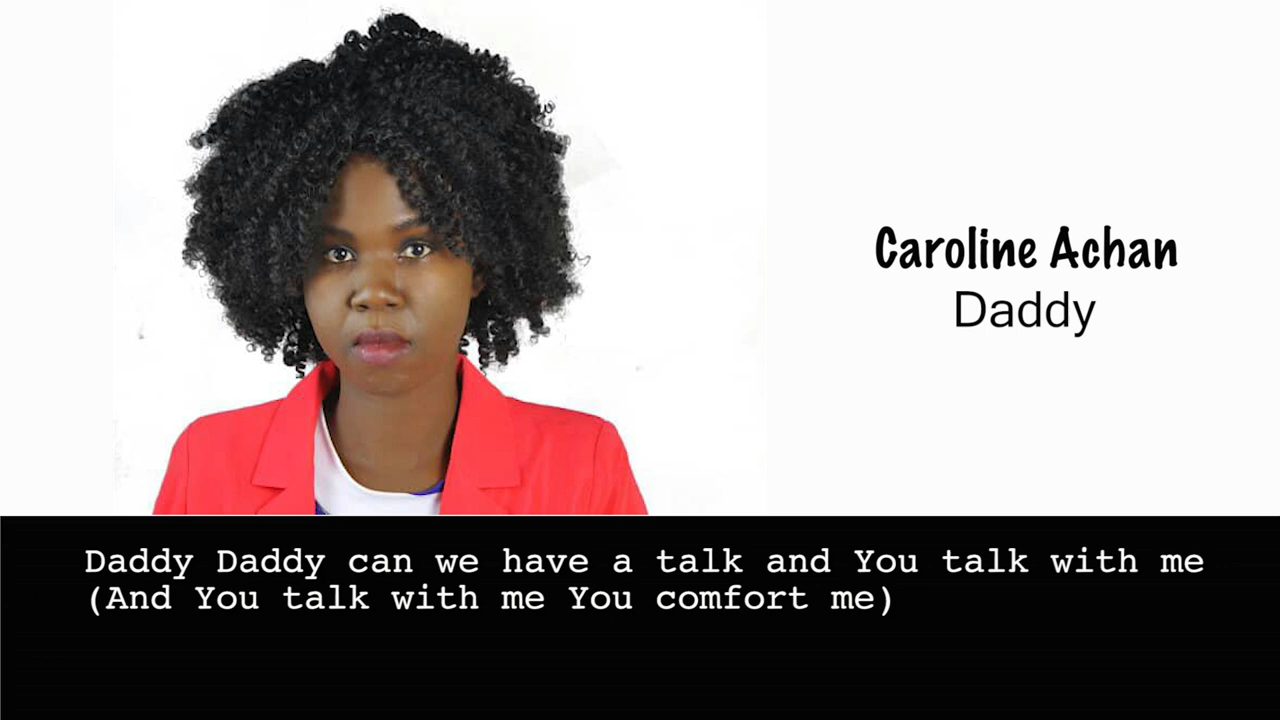 Caroline Achan
Daddy
Daddy Daddy can we have a talk and You talk with me
(And You talk with me You comfort me)